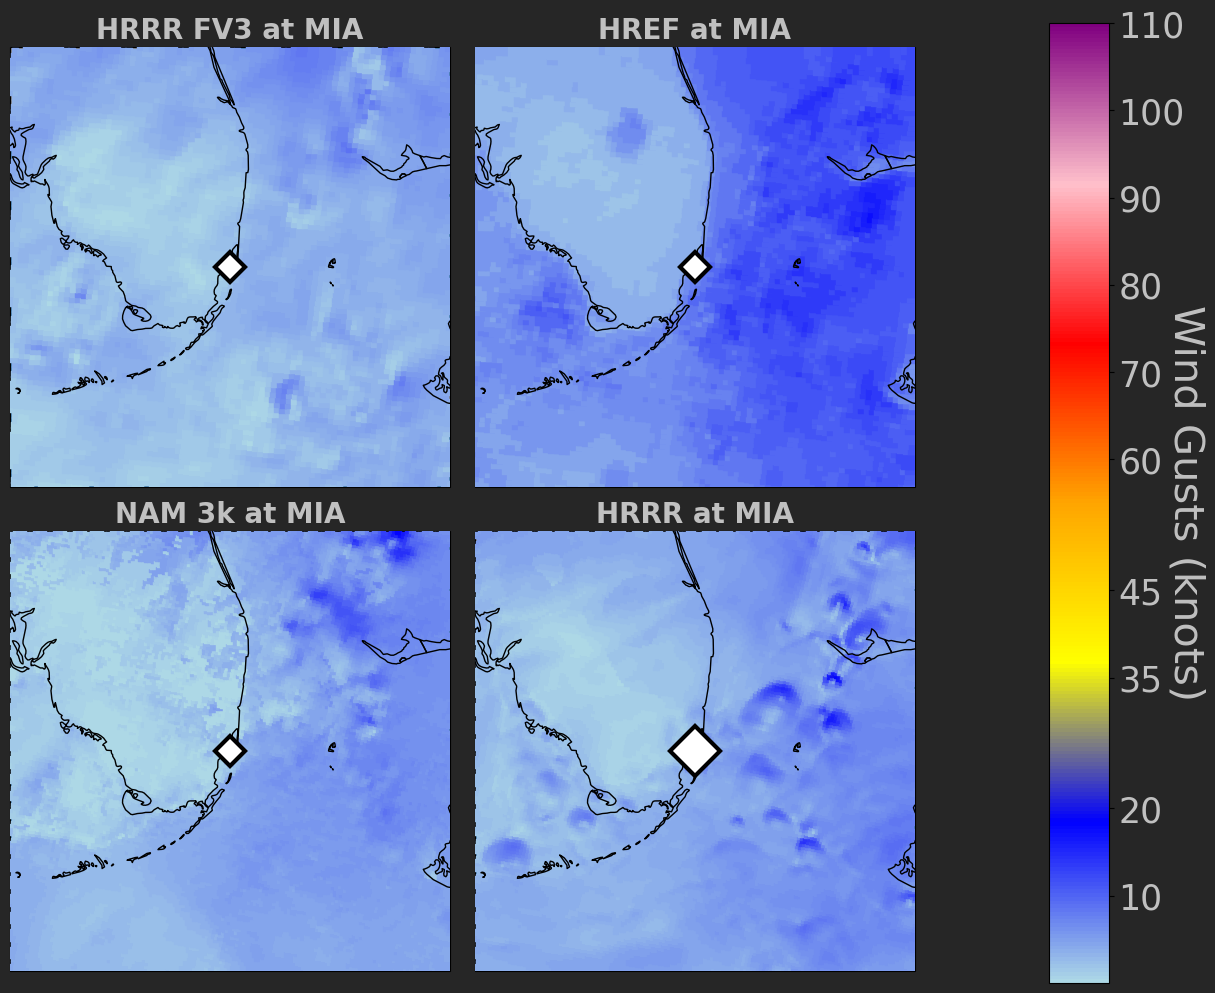 HRRR FV3 at MIA
HREF at MIA
NAM 3k at MIA
HRRR at MIA
110
100
90
80
70
60
45
35
20
10
Wind Gusts (knots)